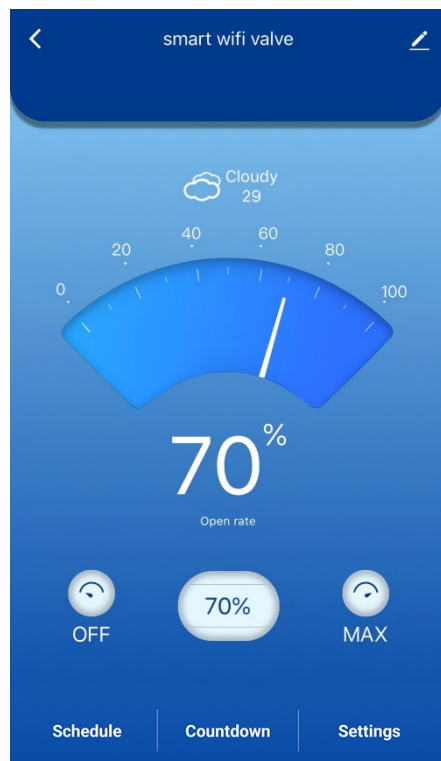 smart wifi valve
Cloudy
29
0
20
40
60
80
100
70%
Open rate
70%
OFF
MAX
Schedule
Countdown
Settings